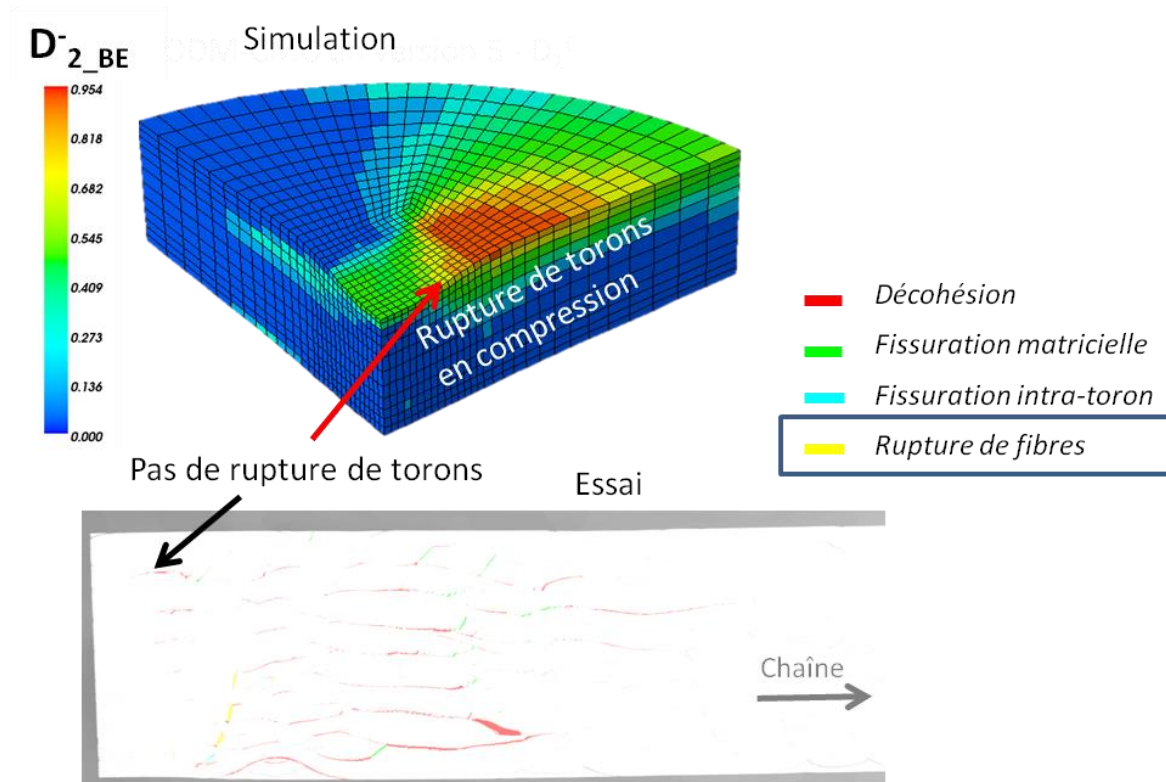 Simulation
D-2_BE
0.954
0.818
0.682
0.545
0.409
0.273
0.136
0.000
Rupture de torons
en compression
Décohésion
Fissuration matricielle
Fissuration intra-toron
Rupture de fibres
Pas de rupture de torons
Essai
Chaîne